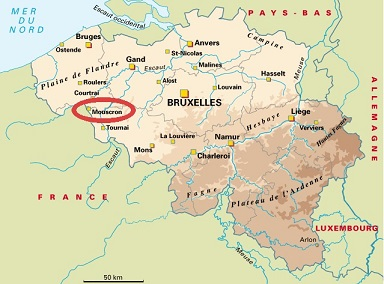 MER
DU
NORD
PAYS-BAS
Escaut occidental
Bruges
Anvers
Ostende
Gand
St-Nicolas
Campine
Plaine de Flandre
Escaut
Malines
Meuse
Roulers
Alost
Louvain
Hasselt
Courtrai
BRUXELLES
ALLEMAGNE
Mouscron
Tournai
Hesbaye
Liège
La Louvière
Verviers
Mons
Namur
Hautes Fagnes
Escaut
Charleroi
FRANCE
Fagne
Plateau de l'Ardenne
LUXEMBOURG
Arlon
Meuse
50 km